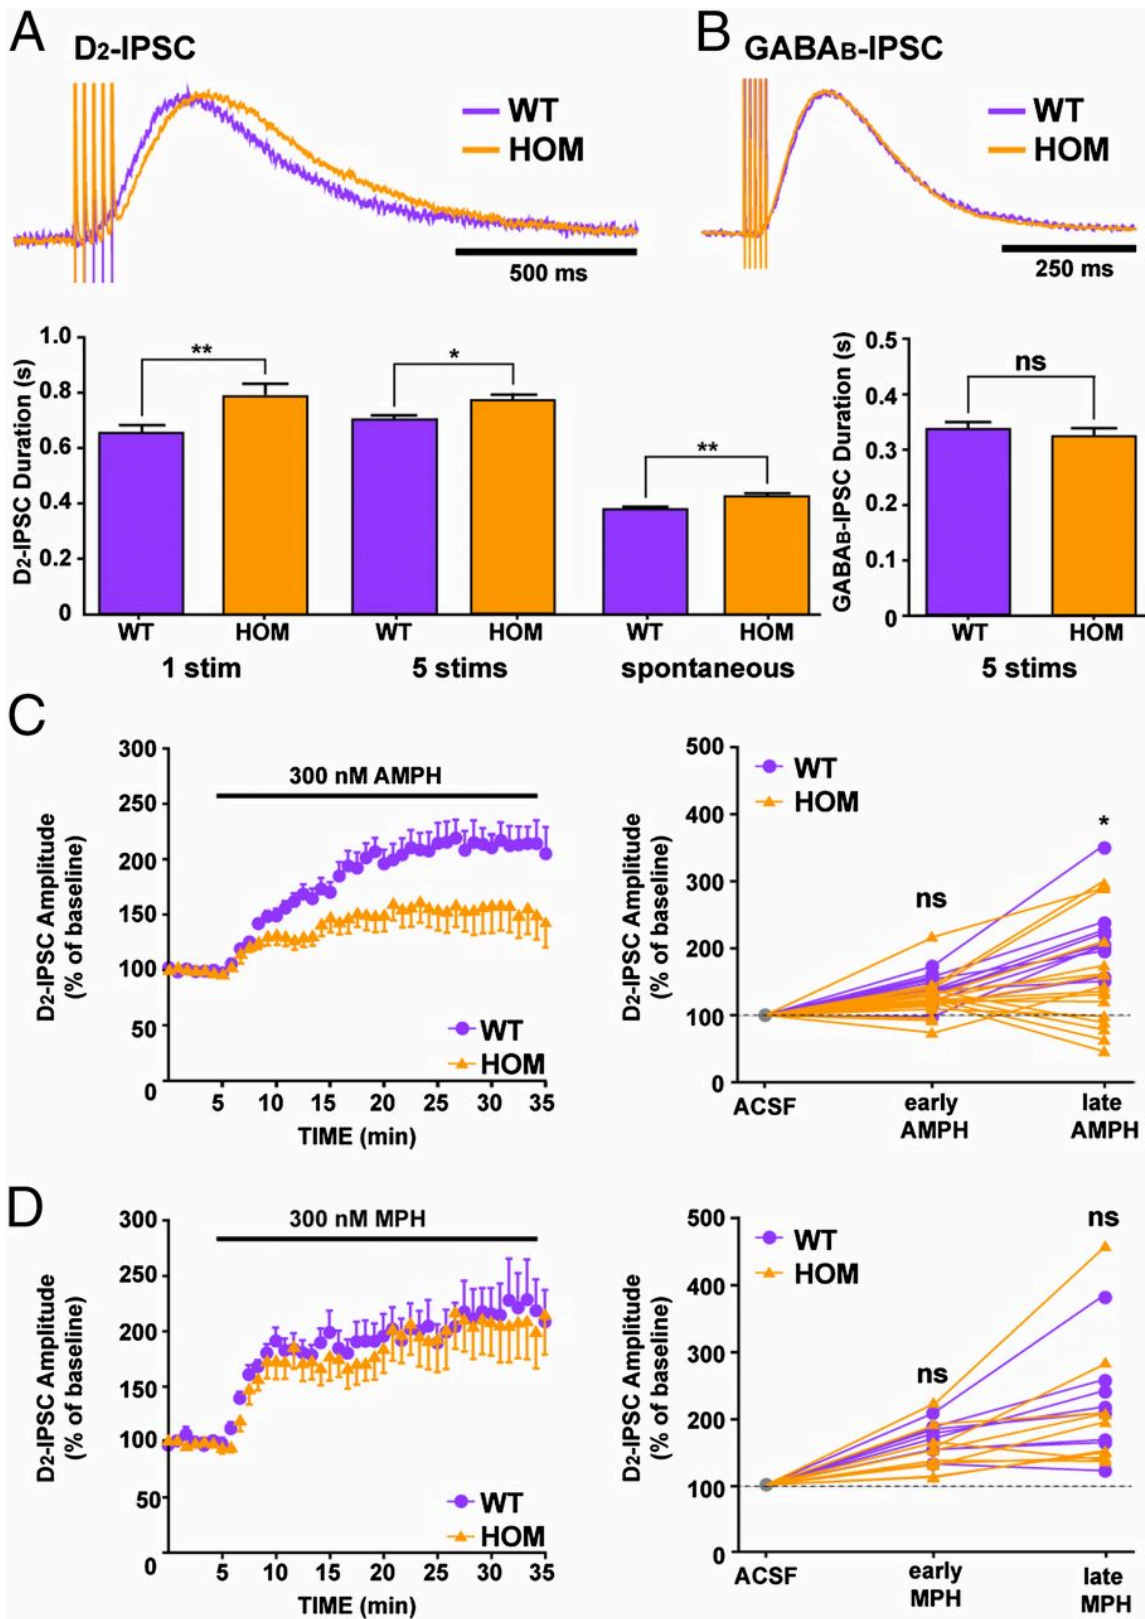 A
D2-IPSC
WT
HOM
500 ms
B
GABAB-IPSC
WT
HOM
250 ms
D2-IPSC Duration (s)
1.0
0.8
0.6
0.4
0.2
0
**
*
**
WT
HOM
WT
HOM
WT
HOM
1 stim
5 stims
spontaneous
GABAB-IPSC Duration (s)
0.5
0.4
0.3
0.2
0.1
0
ns
WT
HOM
5 stims
C
D2-IPSC Amplitude
(% of baseline)
300
250
200
150
100
50
0
300 nM AMPH
WT
HOM
5
10
15
20
25
30
35
TIME (min)
D2-IPSC Amplitude
(% of baseline)
500
400
300
200
100
0
WT
HOM
ns
*
ACSF
early
AMPH
late
AMPH
D
D2-IPSC Amplitude
(% of baseline)
300
250
200
150
100
50
0
300 nM MPH
WT
HOM
5
10
15
20
25
30
35
TIME (min)
D2-IPSC Amplitude
(% of baseline)
500
400
300
200
100
0
WT
HOM
ns
ns
ACSF
early
MPH
late
MPH